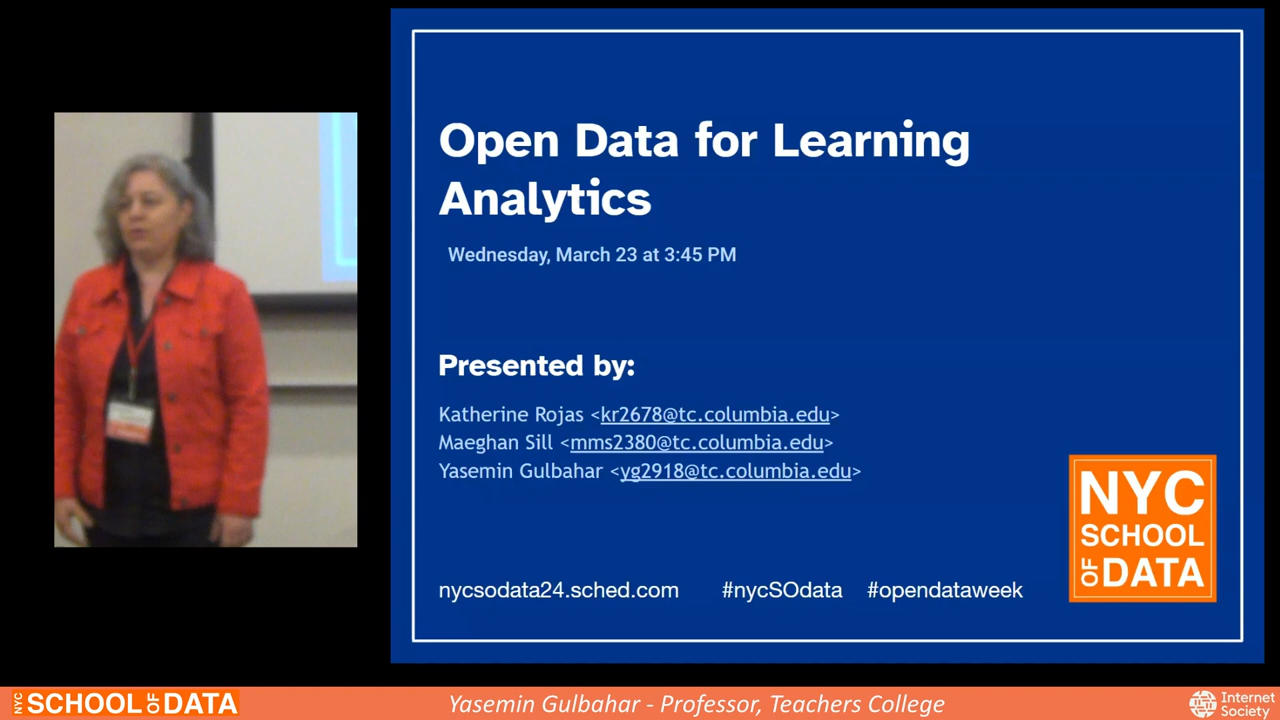 Open Data for Learning
Analytics
Wednesday, March 23 at 3:45 PM
Presented by:
Katherine Rojas <kr2678@tc.columbia.edu>
Maeghan Sill <mms2380@tc.columbia.edu>
Yasemin Gulbahar <yg2918@tc.columbia.edu>
nycsodata24.sched.com #nycSOdata #opendataweek
NYC
SCHOOL
OF DATA
NYC SCHOOL OF DATA
Yasemin Gulbahar - Professor, Teachers College
Internet
Society